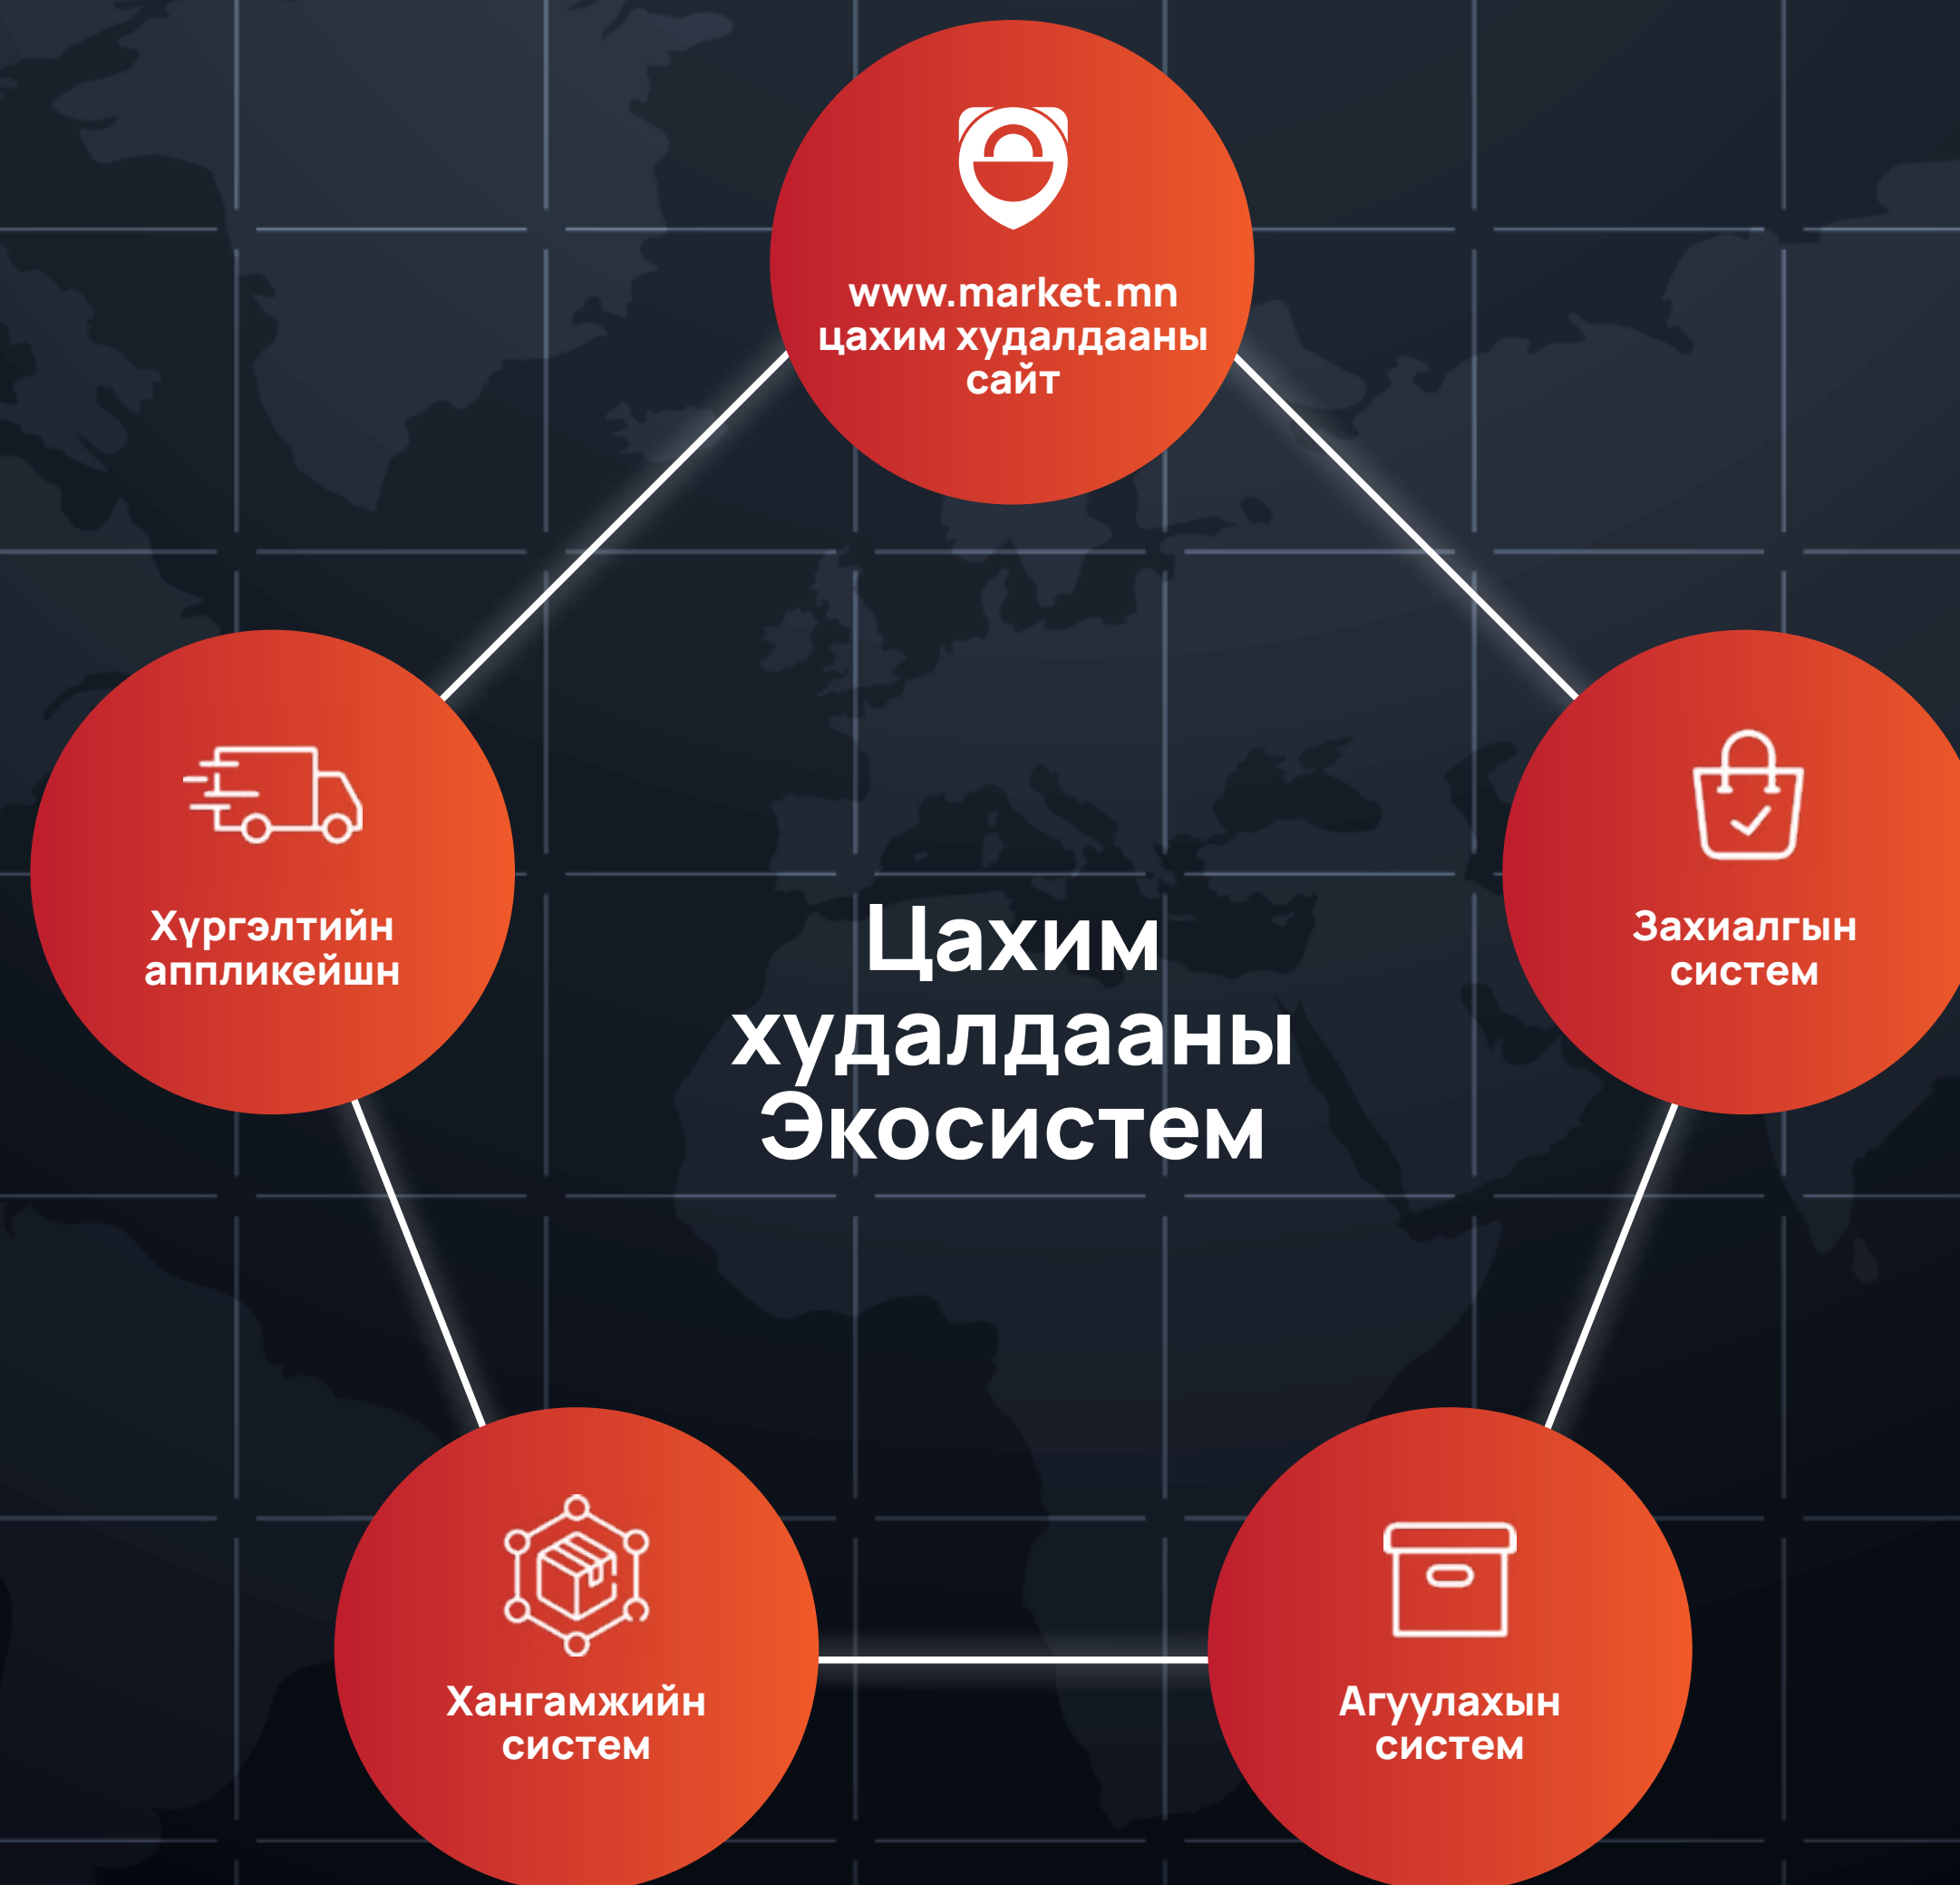 www.market.mn
цахим худалдааны
сайт
Хүргэлтийн
аппликейшн
Захиалгын
систем
Цахим
худалдааны
Экосистем
Хангамжийн
систем
Агуулахын
систем